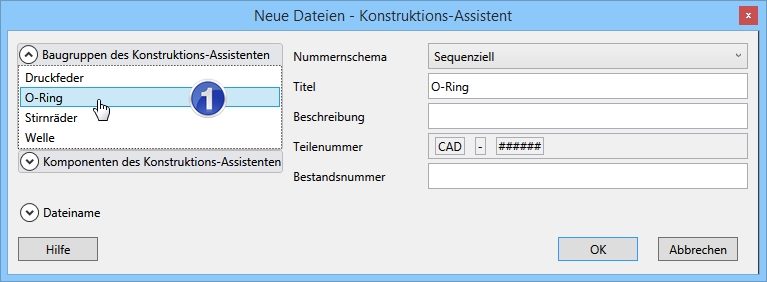 Neue Dateien - Konstruktions-Assistent
x
Baugruppen des Konstruktions-Assistenten
Druckfeder
O-Ring
1
Stirnräder
Welle
Komponenten des Konstruktions-Assistenten
Dateiname
Nummernschema
Sequenziell
Titel
O-Ring
Beschreibung
Teilenummer
CAD - ######
Bestandsnummer
Hilfe
OK
Abbrechen